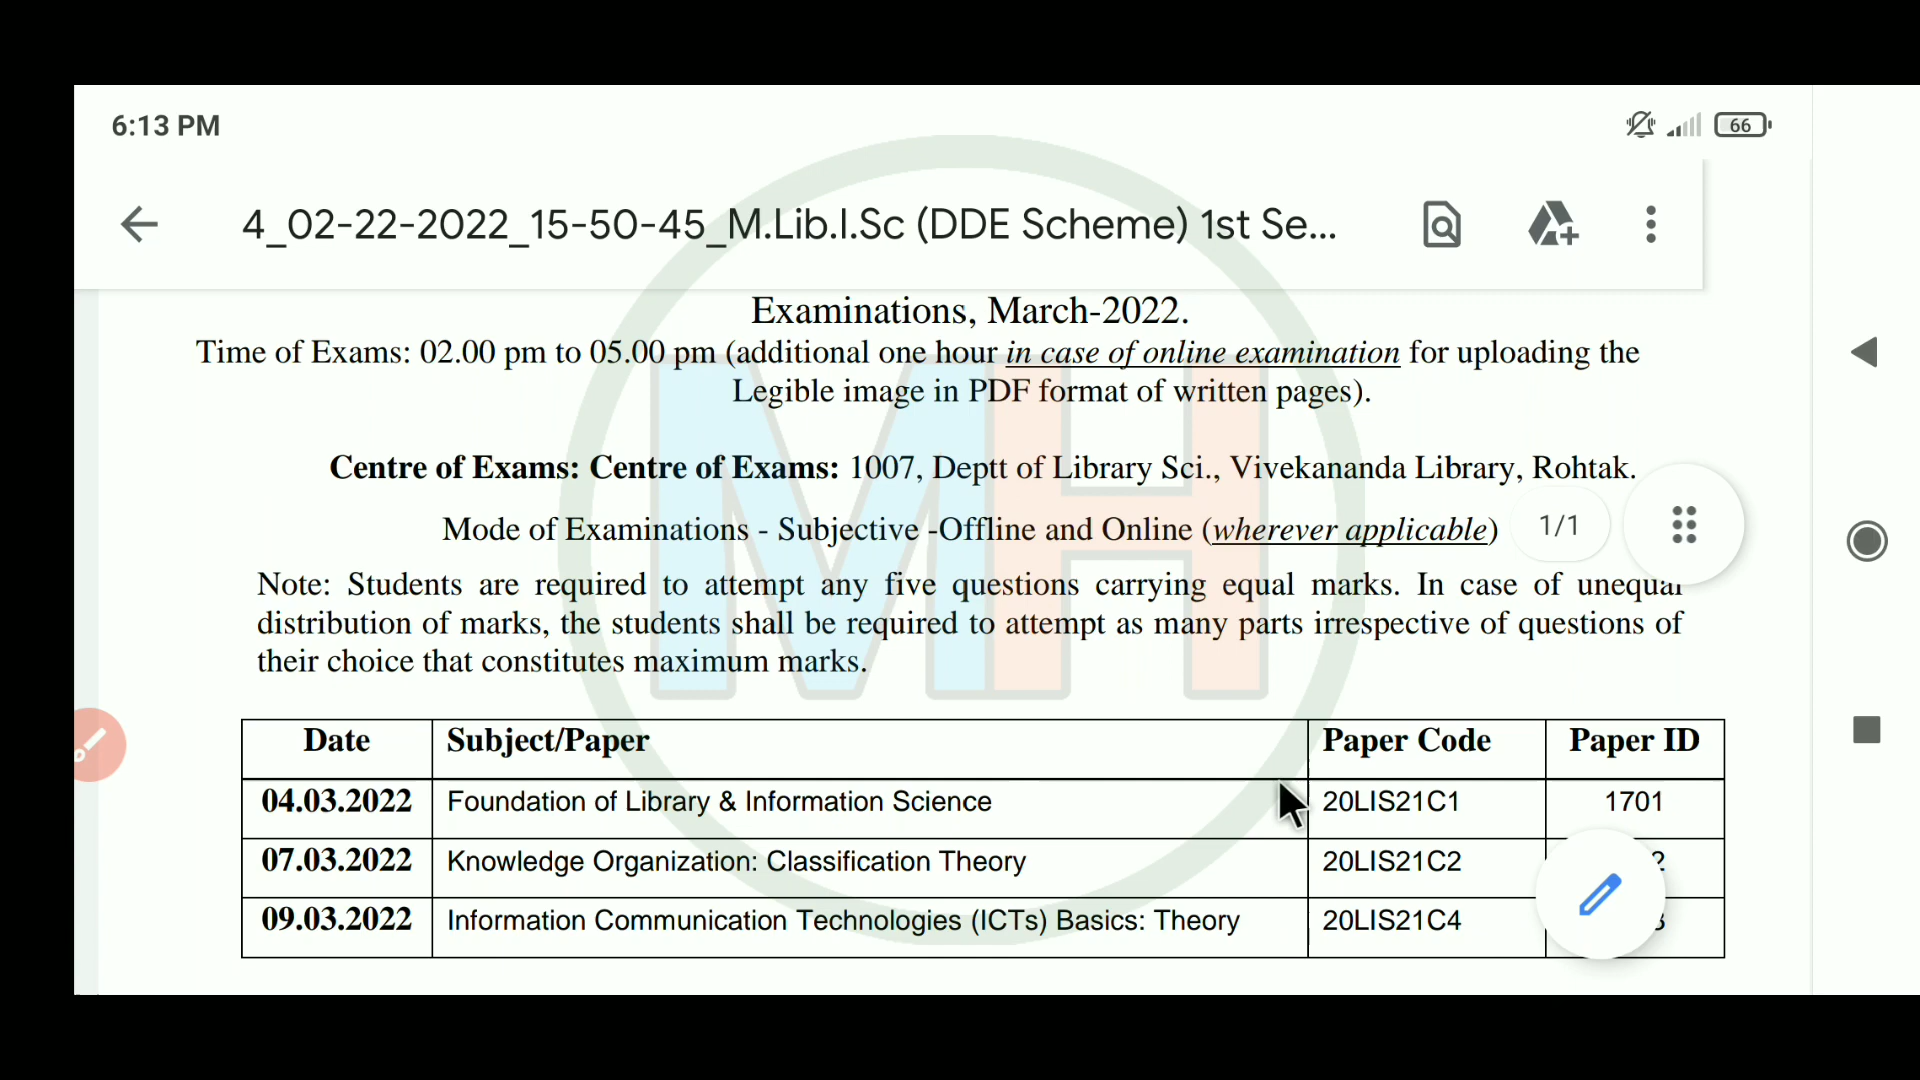 6:13 PM
66
4_02-22-2022_15-50-45_M.Lib.I.Sc (DDE Scheme) 1st Se...
Examinations, March-2022.
Time of Exams: 02.00 pm to 05.00 pm (additional one hour in case of online examination for uploading the
Legible image in PDF format of written pages).
Centre of Exams: Centre of Exams: 1007, Deptt of Library Sci., Vivekananda Library, Rohtak.
Mode of Examinations - Subjective -Offline and Online (wherever applicable)
1/1
Note: Students are required to attempt any five questions carrying equal marks. In case of unequal
distribution of marks, the students shall be required to attempt as many parts irrespective of questions of
their choice that constitutes maximum marks.
Date Subject/Paper Paper Code Paper ID
04.03.2022 Foundation of Library & Information Science 20LIS21C1 1701
07.03.2022 Knowledge Organization: Classification Theory 20LIS21C2
09.03.2022 Information Communication Technologies (ICTs) Basics: Theory 20LIS21C4
MH